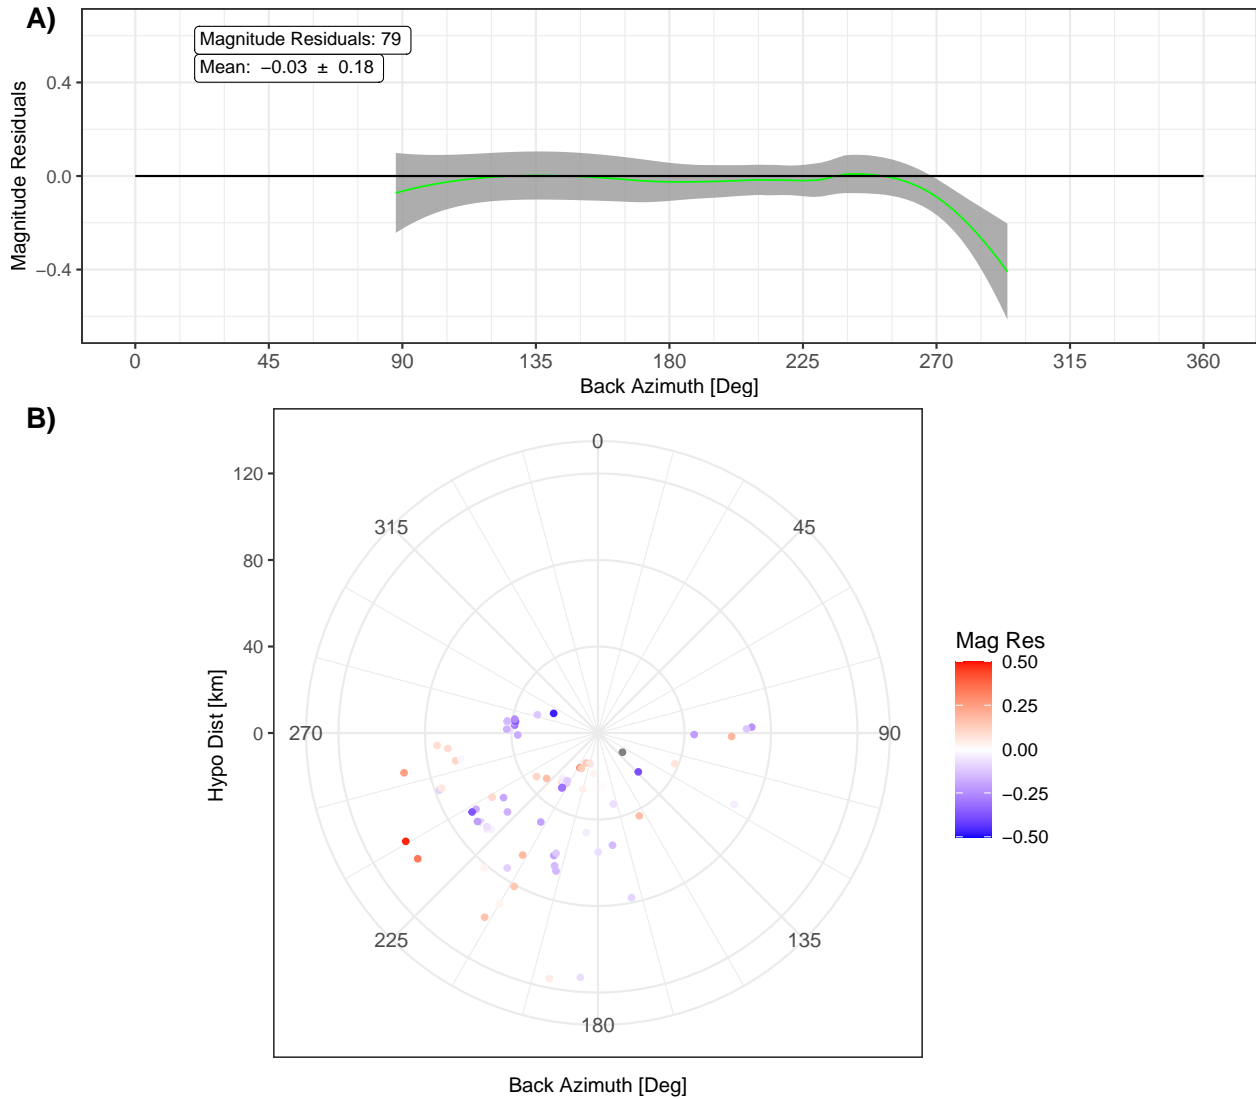 A)
Magnitude Residuals: 79
Mean:  −0.03  ±  0.18
0.4
0.0
−0.4
Magnitude Residuals
0 45 90 135 180 225 270 315 360
Back Azimuth [Deg]
B)
120
80
40
0
Hypo Dist [km]
0
45
90
135
180
225
270
315
Back Azimuth [Deg]
Mag Res
0.50
0.25
0.00
−0.25
−0.50